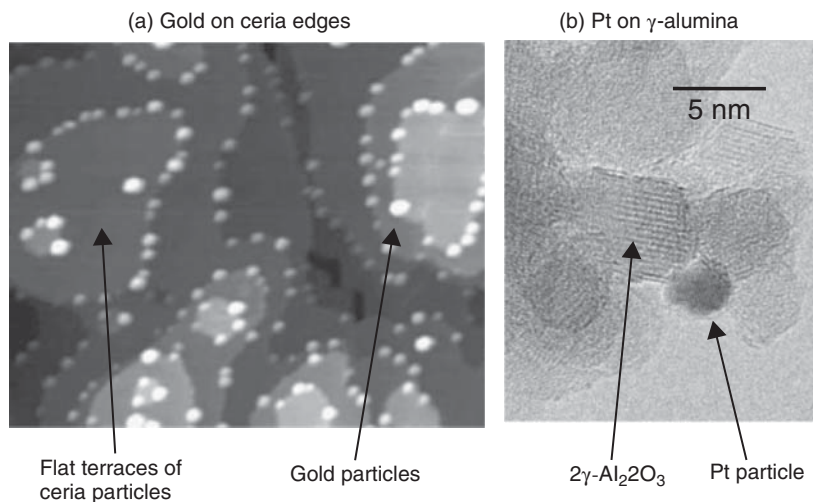 (a) Gold on ceria edges
(b) Pt on γ-alumina
5 nm
Flat terraces of
ceria particles
Gold particles
2γ-Al₂2O₃
Pt particle